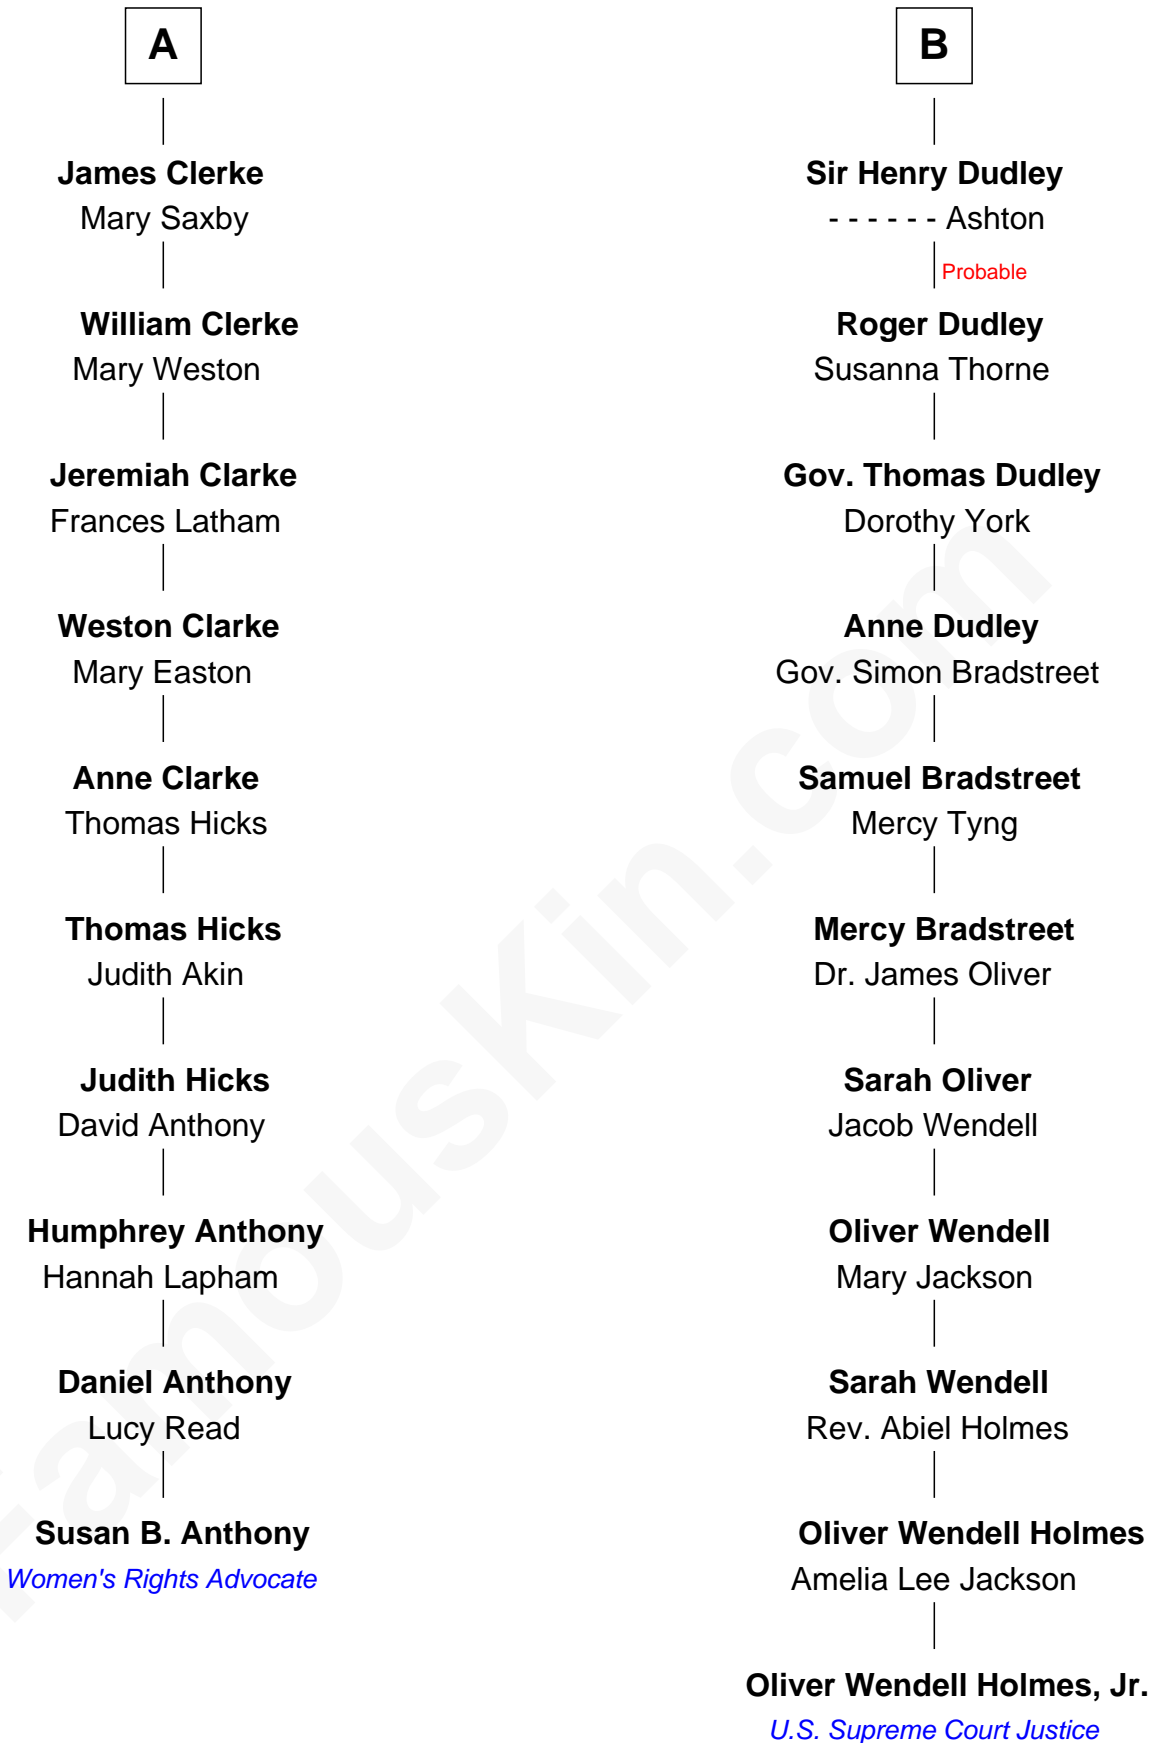 A
James Clerke
Mary Saxby
William Clerke
Mary Weston
Jeremiah Clarke
Frances Latham
Weston Clarke
Mary Easton
Anne Clarke
Thomas Hicks
Thomas Hicks
Judith Akin
Judith Hicks
David Anthony
Humphrey Anthony
Hannah Lapham
Daniel Anthony
Lucy Read
Susan B. Anthony
Women's Rights Advocate
B
Sir Henry Dudley
- - - - - - Ashton
Probable
Roger Dudley
Susanna Thorne
Gov. Thomas Dudley
Dorothy York
Anne Dudley
Gov. Simon Bradstreet
Samuel Bradstreet
Mercy Tyng
Mercy Bradstreet
Dr. James Oliver
Sarah Oliver
Jacob Wendell
Oliver Wendell
Mary Jackson
Sarah Wendell
Rev. Abiel Holmes
Oliver Wendell Holmes
Amelia Lee Jackson
Oliver Wendell Holmes, Jr.
U.S. Supreme Court Justice
FamousKin.com